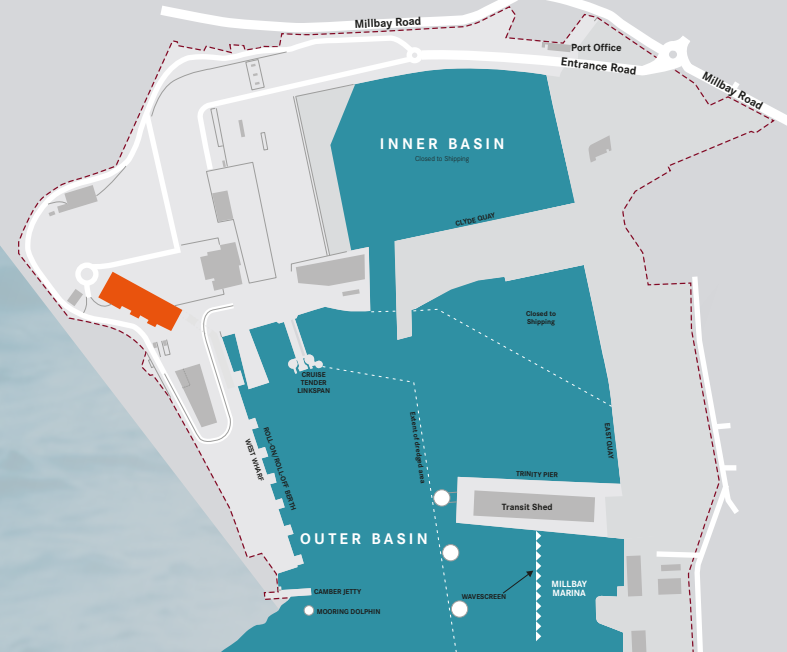 Millbay Road
Port Office
Entrance Road
Millbay Road
INNER BASIN
Closed to Shipping
CLYDE QUAY
Closed to
Shipping
CRUISE
TENDER
LINKSPAN
Extent of dredged area
EAST QUAY
ROLL-ON/ROLL-OFF BERTH
WEST WHARF
TRINITY PIER
Transit Shed
OUTER BASIN
MILLBAY
MARINA
WAVESCREEN
CAMBER JETTY
MOORING DOLPHIN